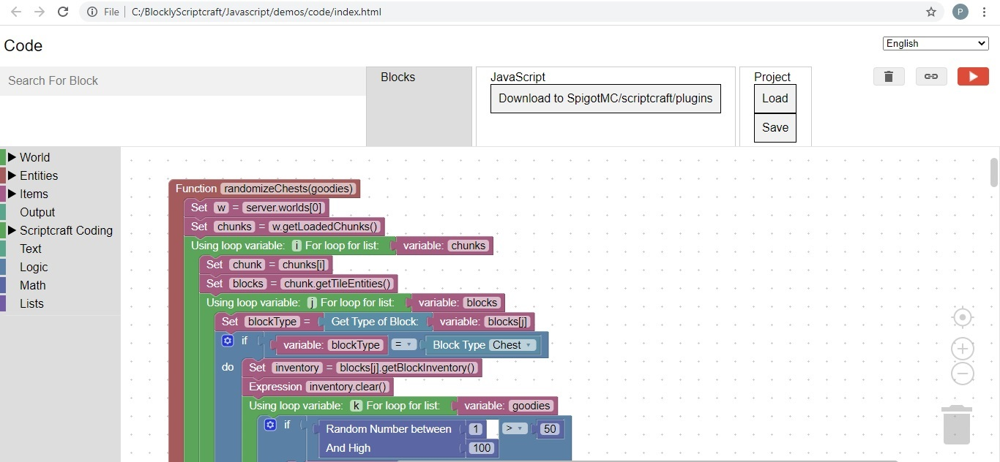 File | C:/BlocklyScriptcraft/Javascript/demos/code/index.html P
Code
English
Search For Block
Blocks
JavaScript
Download to SpigotMC/scriptcraft/plugins
Project
Load
Save
World
Entities
Items
Output
Scriptcraft Coding
Text
Logic
Math
Lists
Function randomizeChests(goodies)
Set w = server.worlds[0]
Set chunks = w.getLoadedChunks()
Using loop variable: i For loop for list: variable: chunks
Set chunk = chunks[i]
Set blocks = chunk.getTileEntities()
Using loop variable: j For loop for list: variable: blocks
Set blockType = Get Type of Block: variable: blocks[j]
if variable: blockType = Block Type Chest
do Set inventory = blocks[j].getBlockInventory()
Expression inventory.clear()
Using loop variable: k For loop for list: variable: goodies
if Random Number between 1 > 50
And High 100